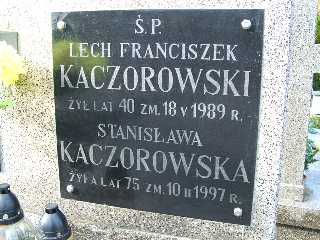 Ś.P.
LECH FRANCISZEK
KACZOROWSKI
ŻYŁ LAT 40 ZM. 18 V 1989 R.
STANISŁAWA
KACZOROWSKA
ŻYŁA LAT 75 ZM. 10 II 1997 R.